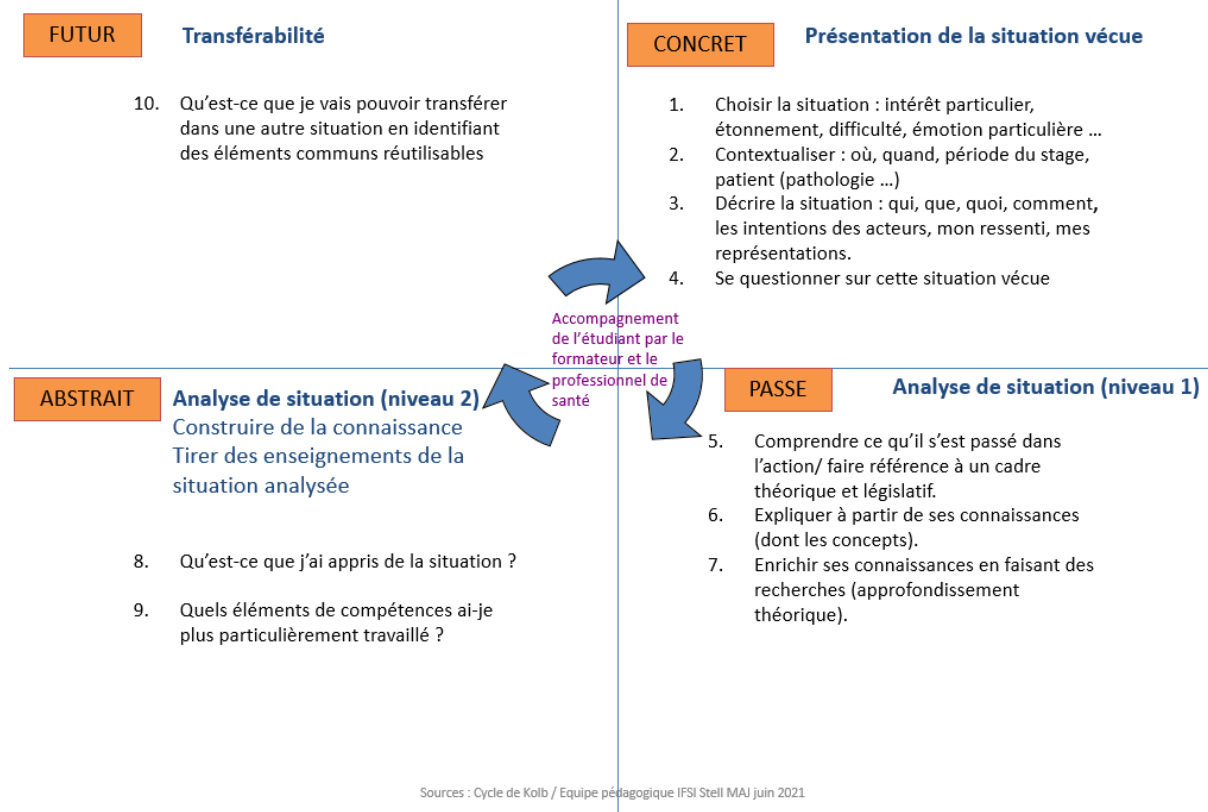 FUTUR
Transférabilité
10. Qu’est-ce que je vais pouvoir transférer
dans une autre situation en identifiant
des éléments communs réutilisables
CONCRET
Présentation de la situation vécue
1. Choisir la situation : intérêt particulier,
étonnement, difficulté, émotion particulière …
2. Contextualiser : où, quand, période du stage,
patient (pathologie …)
3. Décrire la situation : qui, que, quoi, comment,
les intentions des acteurs, mon ressenti, mes
représentations.
4. Se questionner sur cette situation vécue
Accompagnement
de l’étudiant par le
formateur et le
professionnel de
santé
ABSTRAIT
Analyse de situation (niveau 2)
Construire de la connaissance
Tirer des enseignements de la
situation analysée
8. Qu’est-ce que j’ai appris de la situation ?
9. Quels éléments de compétences ai-je
plus particulièrement travaillé ?
PASSE
Analyse de situation (niveau 1)
5. Comprendre ce qu’il s’est passé dans
l’action/ faire référence à un cadre
théorique et législatif.
6. Expliquer à partir de ses connaissances
(dont les concepts).
7. Enrichir ses connaissances en faisant des
recherches (approfondissement
théorique).
Sources : Cycle de Kolb / Equipe pédagogique IFSI Stell MAJ juin 2021